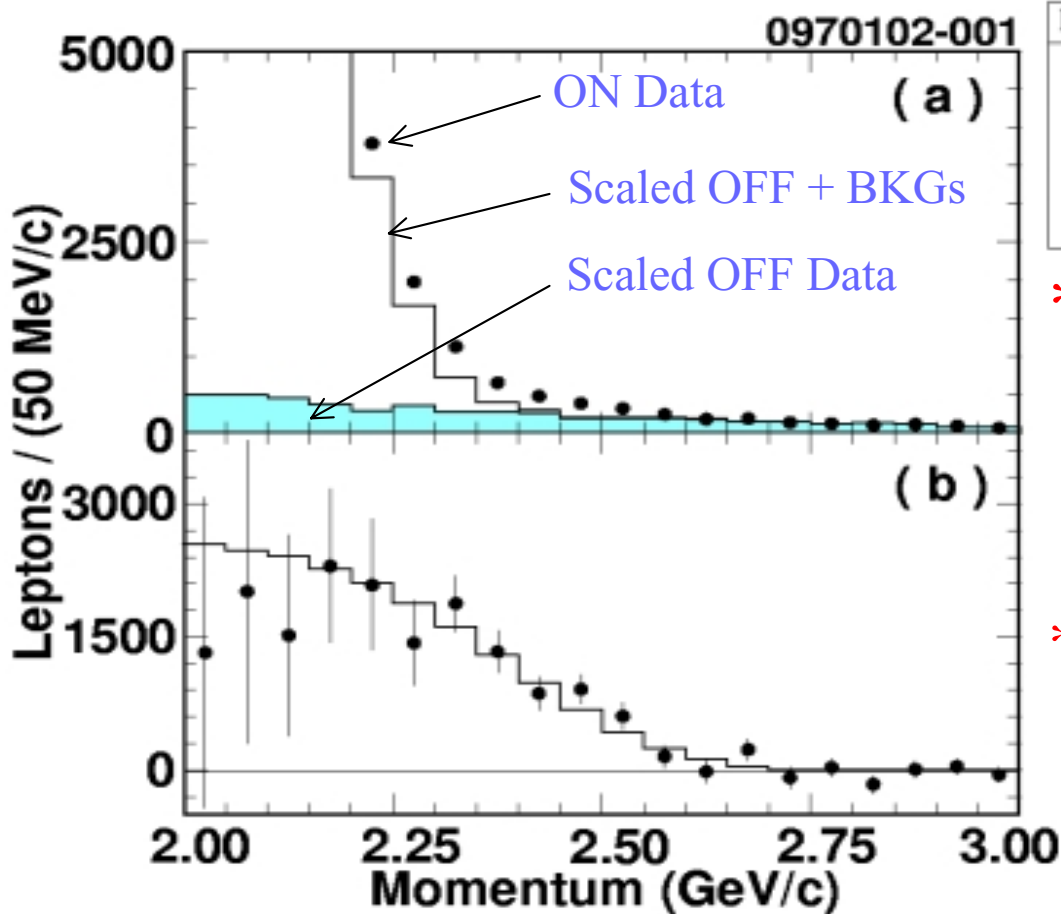 0970102-001
5000
( a )
ON Data
Scaled OFF + BKGs
2500
Scaled OFF Data
*
0
( b )
3000
1500
*
0
Leptons / (50 MeV/c)
2.00 2.25 2.50 2.75 3.00
Momentum (GeV/c)